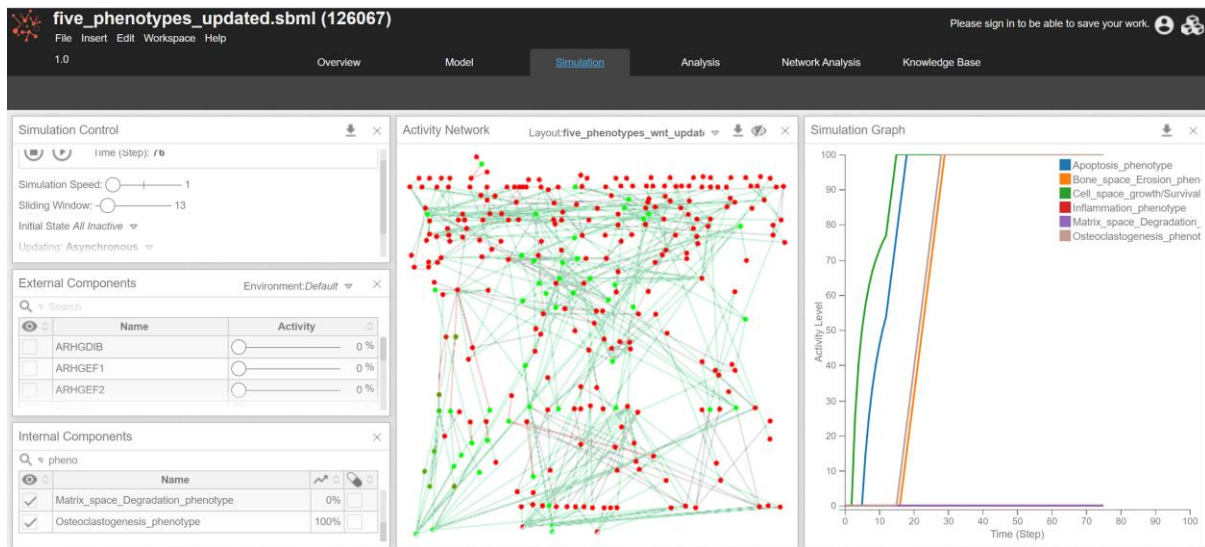 five_phenotypes_updated.sbml (126067)
Please sign in to be able to save your work.
File Insert Edit Workspace Help
1.0
Overview Model Simulation Analysis Network Analysis Knowledge Base
Simulation Control
Time (Step): 76
Simulation Speed: 1
Sliding Window: 13
Initial State All Inactive
Updating: Asynchronous
External Components Environment:Default
Search
Name Activity
ARHGDIB 0 %
ARHGEF1 0 %
ARHGEF2 0 %
Internal Components
pheno
Name
Matrix_space_Degradation_phenotype 0%
Osteoclastogenesis_phenotype 100%
Activity Network Layout:five_phenotypes_wnt_updat
Simulation Graph
Apoptosis_phenotype
Bone_space_Erosion_phen
Cell_space_growth/Survival
Inflammation_phenotype
Matrix_space_Degradation_
Osteoclastogenesis_phenot
Activity Level
100
90
80
70
60
50
40
30
20
10
0
0 10 20 30 40 50 60 70 80 90 100
Time (Step)